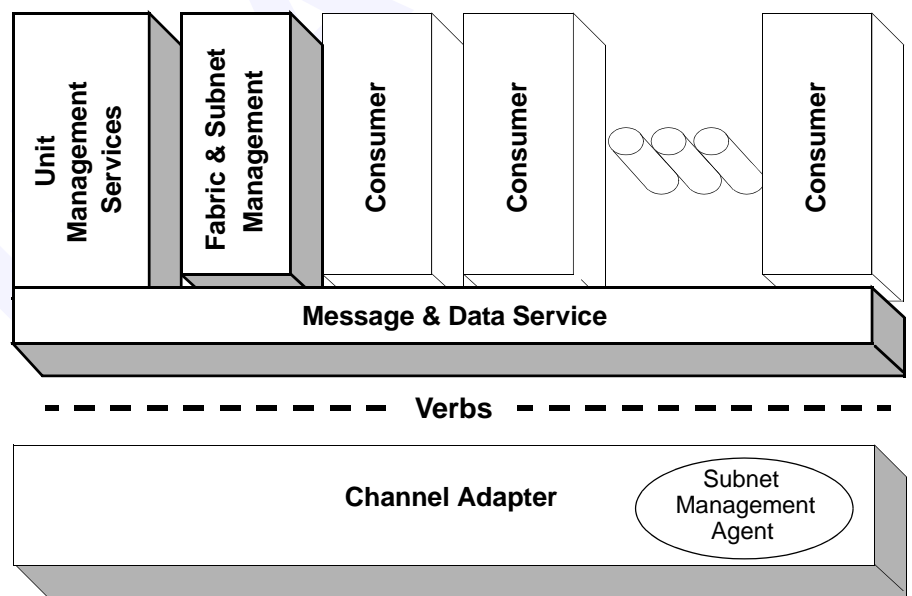 Unit
Management
Services
Fabric & Subnet
Management
Consumer
Consumer
Consumer
Message & Data Service
Verbs
Channel Adapter
Subnet
Management
Agent